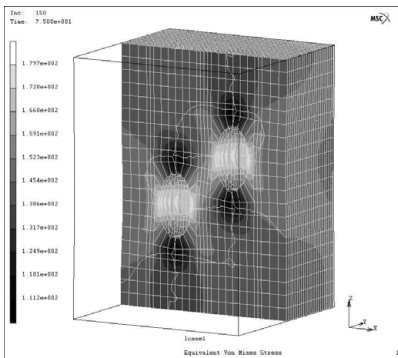 Inc: 150
Time: 7.500e+001
MSC
1.797e+002
1.728e+002
1.660e+002
1.591e+002
1.523e+002
1.454e+002
1.386e+002
1.317e+002
1.249e+002
1.181e+002
1.112e+002
Z
Y
X
lcase1
Equivalent Von Mises Stress
1